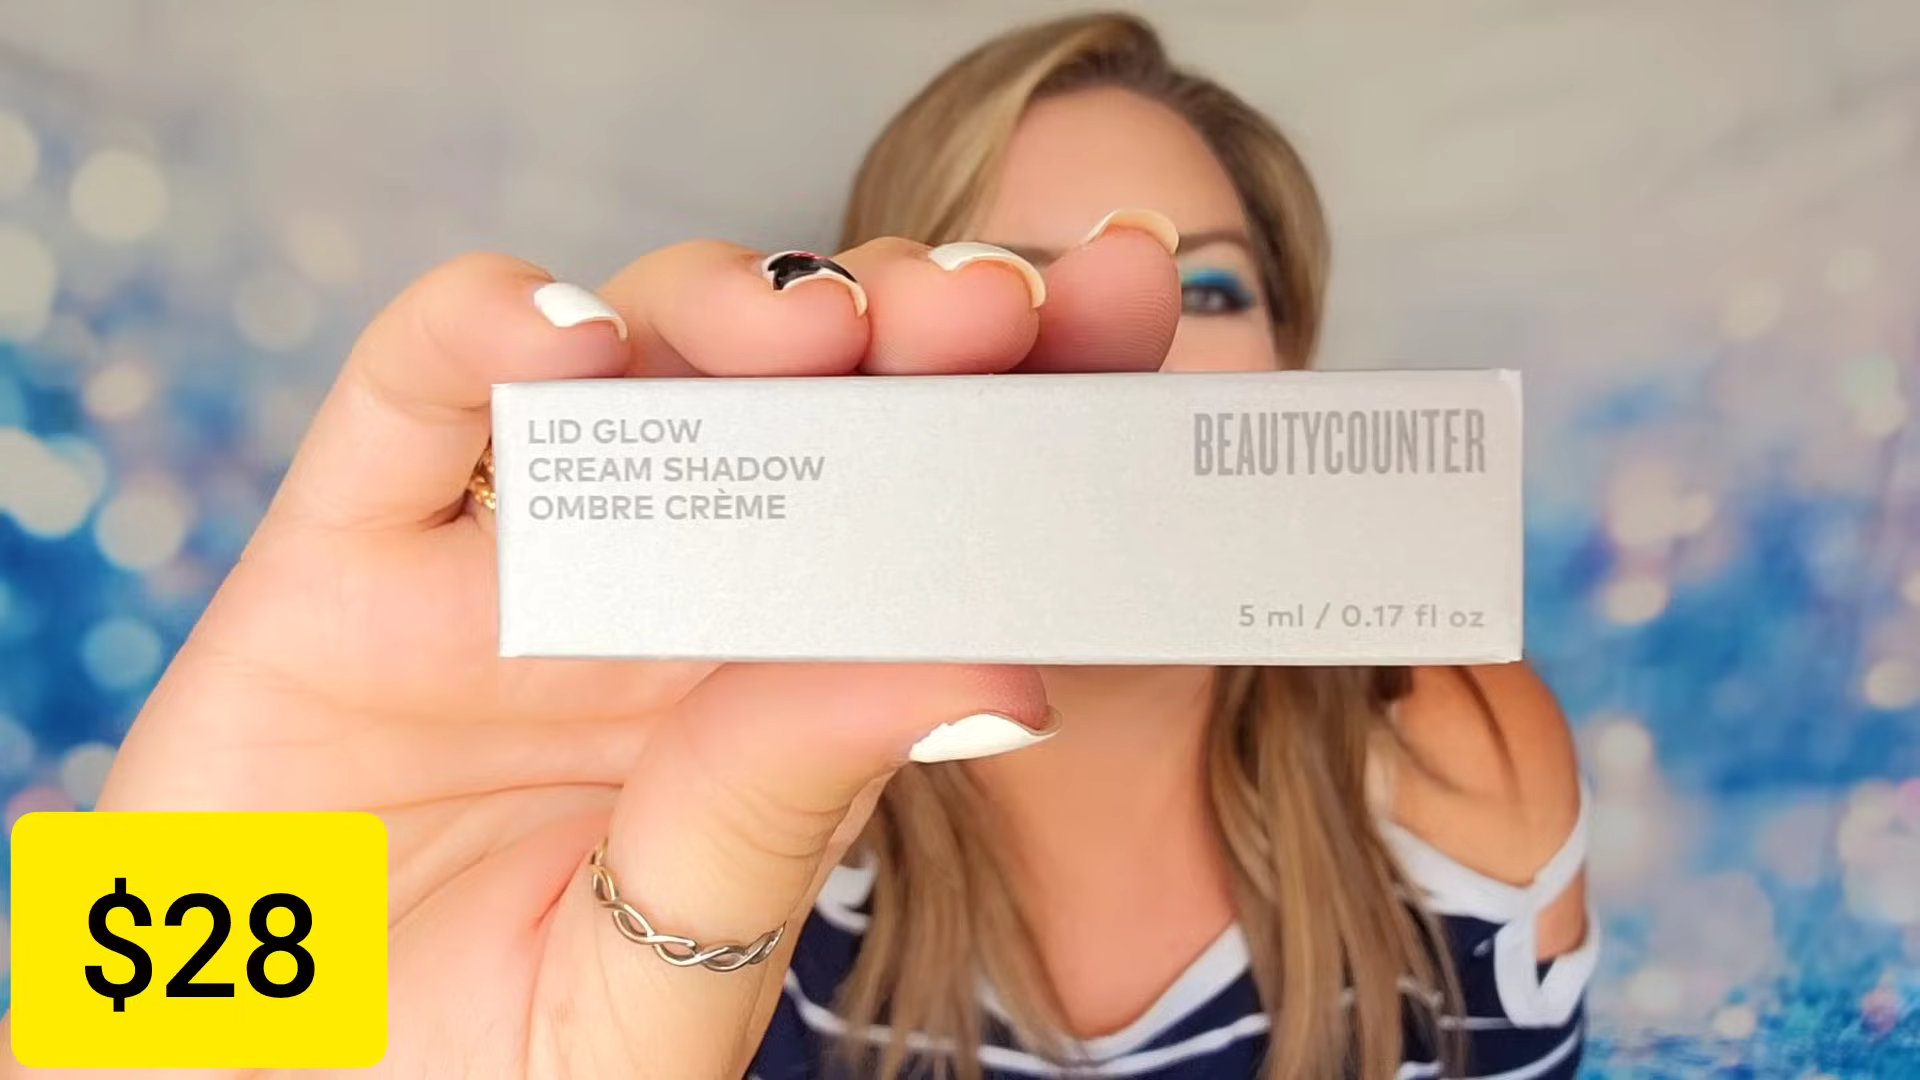 LID GLOW
CREAM SHADOW
OMBRE CRÈME
BEAUTYCOUNTER
5 ml / 0.17 fl oz
$28